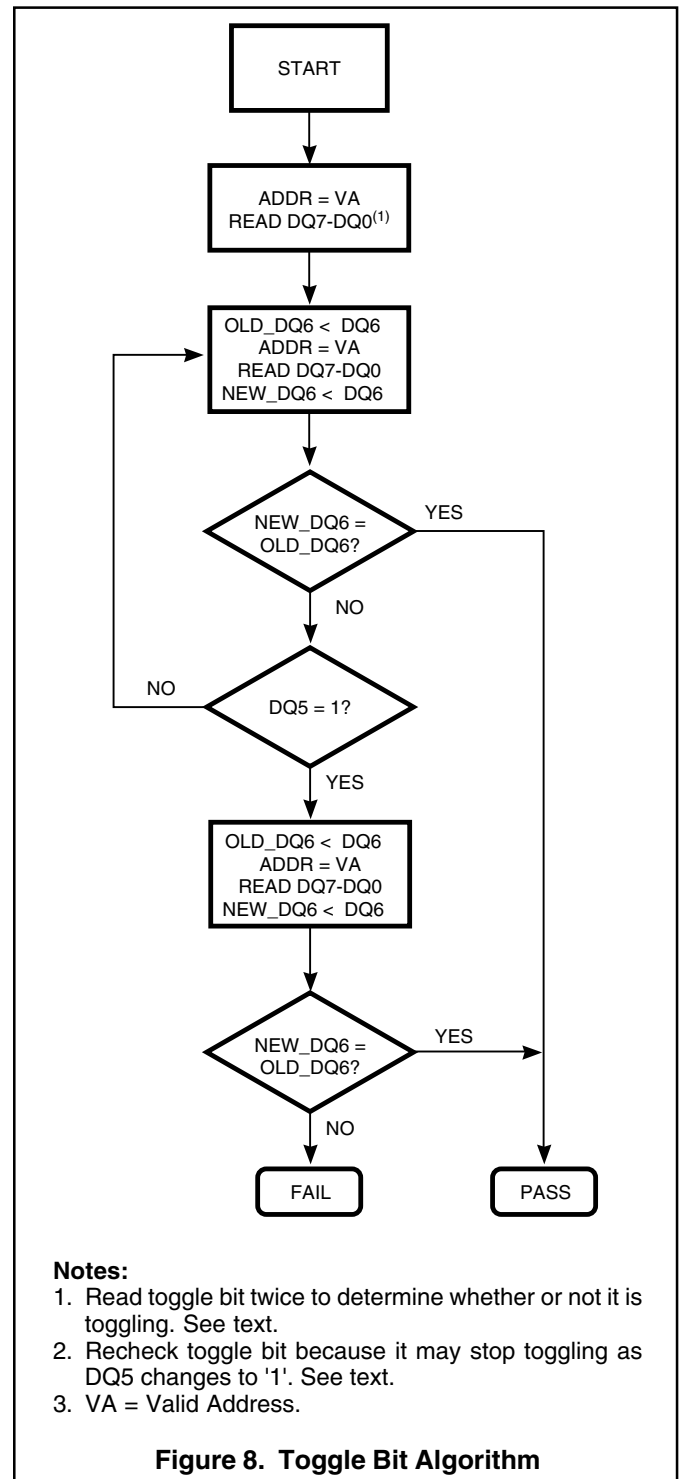 START
ADDR = VA
READ DQ7-DQ0(1)
OLD_DQ6 < DQ6
ADDR = VA
READ DQ7-DQ0
NEW_DQ6 < DQ6
NEW_DQ6 =
OLD_DQ6?
YES
NO
NO
DQ5 = 1?
YES
OLD_DQ6 < DQ6
ADDR = VA
READ DQ7-DQ0
NEW_DQ6 < DQ6
NEW_DQ6 =
OLD_DQ6?
YES
NO
FAIL
PASS
Notes:
1. Read toggle bit twice to determine whether or not it is
toggling. See text.
2. Recheck toggle bit because it may stop toggling as
DQ5 changes to '1'. See text.
3. VA = Valid Address.
Figure 8. Toggle Bit Algorithm